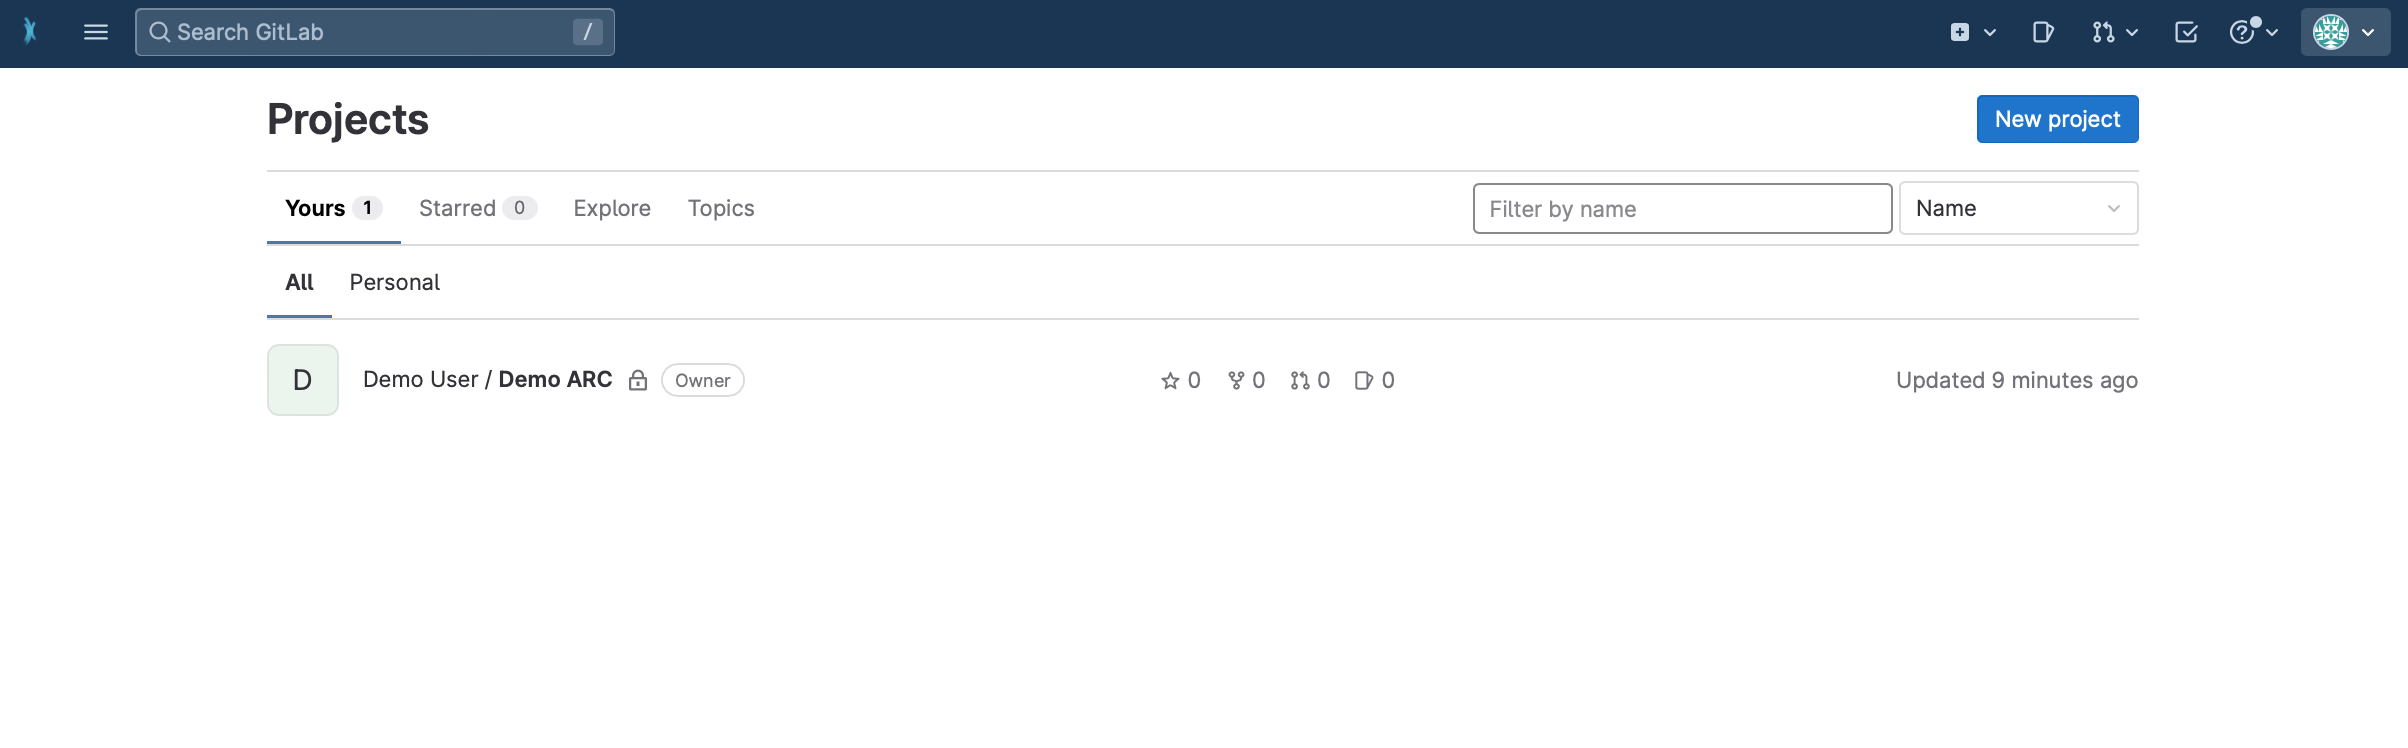 Search GitLab /
Projects
New project
Yours 1 Starred 0 Explore Topics
Filter by name
Name
All Personal
D Demo User / Demo ARC Owner 0 0 0 0 Updated 9 minutes ago